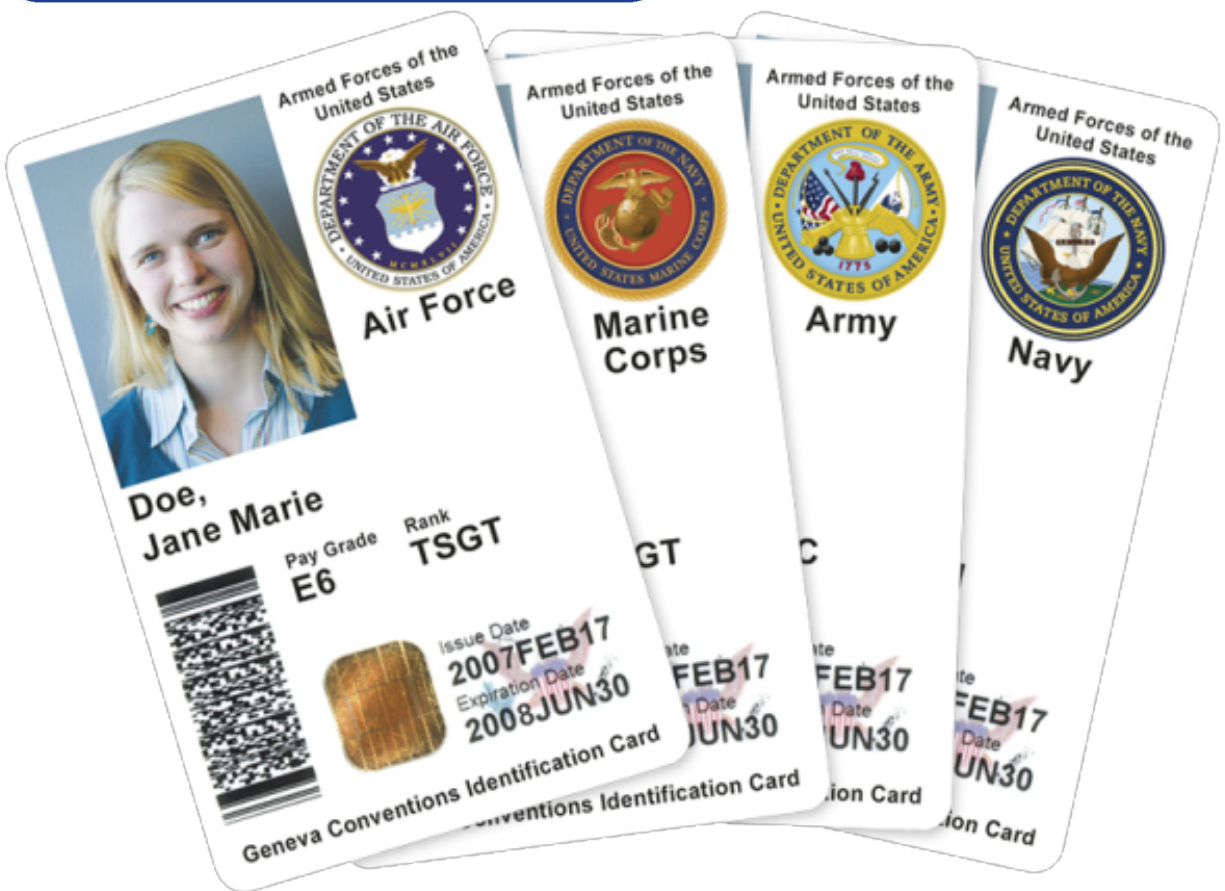 Armed Forces of the
United States
DEPARTMENT OF THE AIR FORCE
MCMXLVII
UNITED STATES OF AMERICA
Air Force
Doe,
Jane Marie
Pay Grade
E6
Rank
TSGT
Issue Date
2007FEB17
Expiration Date
2008JUN30
Geneva Conventions Identification Card
Armed Forces of the
United States
DEPARTMENT OF THE NAVY
UNITED STATES MARINE CORPS
Marine
Corps
GT
ate
FEB17
Date
JUN30
nventions Identification Card
Armed Forces of the
United States
DEPARTMENT OF THE ARMY
1775
UNITED STATES OF AMERICA
Army
C
ate
FEB17
Date
UN30
ion Card
Armed Forces of the
United States
DEPARTMENT OF THE NAVY
UNITED STATES OF AMERICA
Navy
ate
FEB17
Date
UN30
ion Card